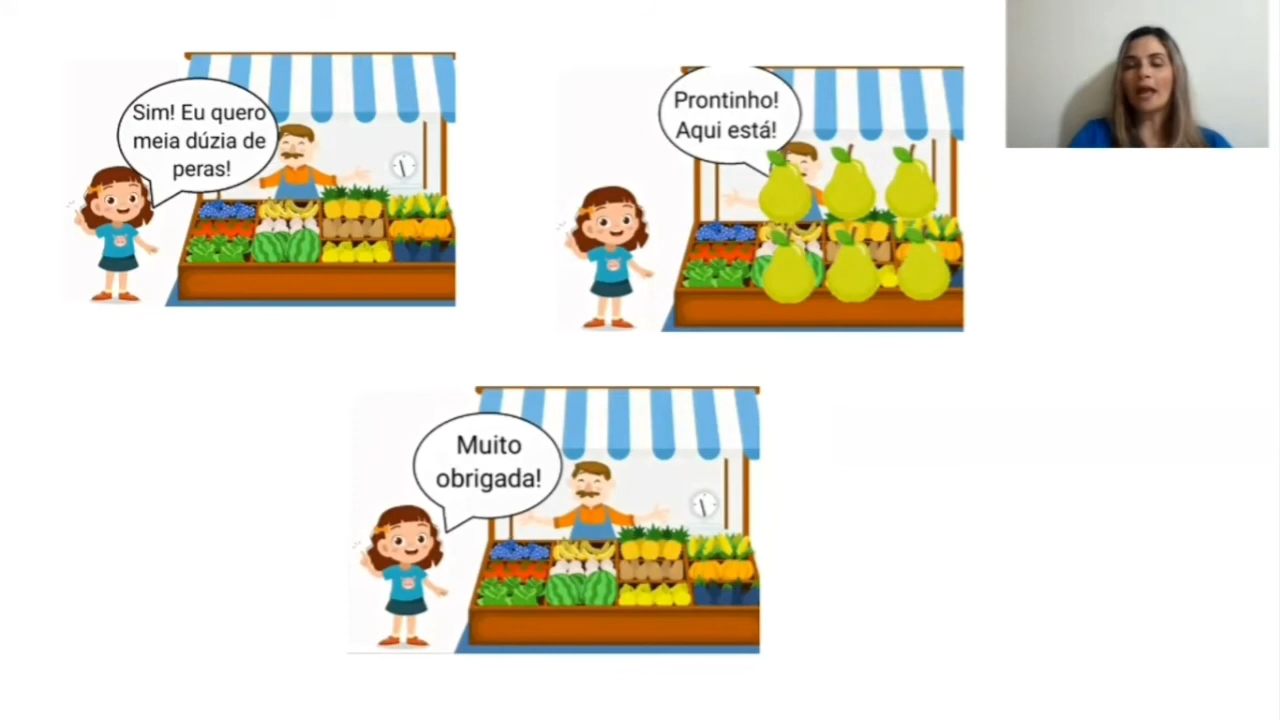 Sim! Eu quero
meia dúzia de
peras!
Prontinho!
Aqui está!
Muito
obrigada!